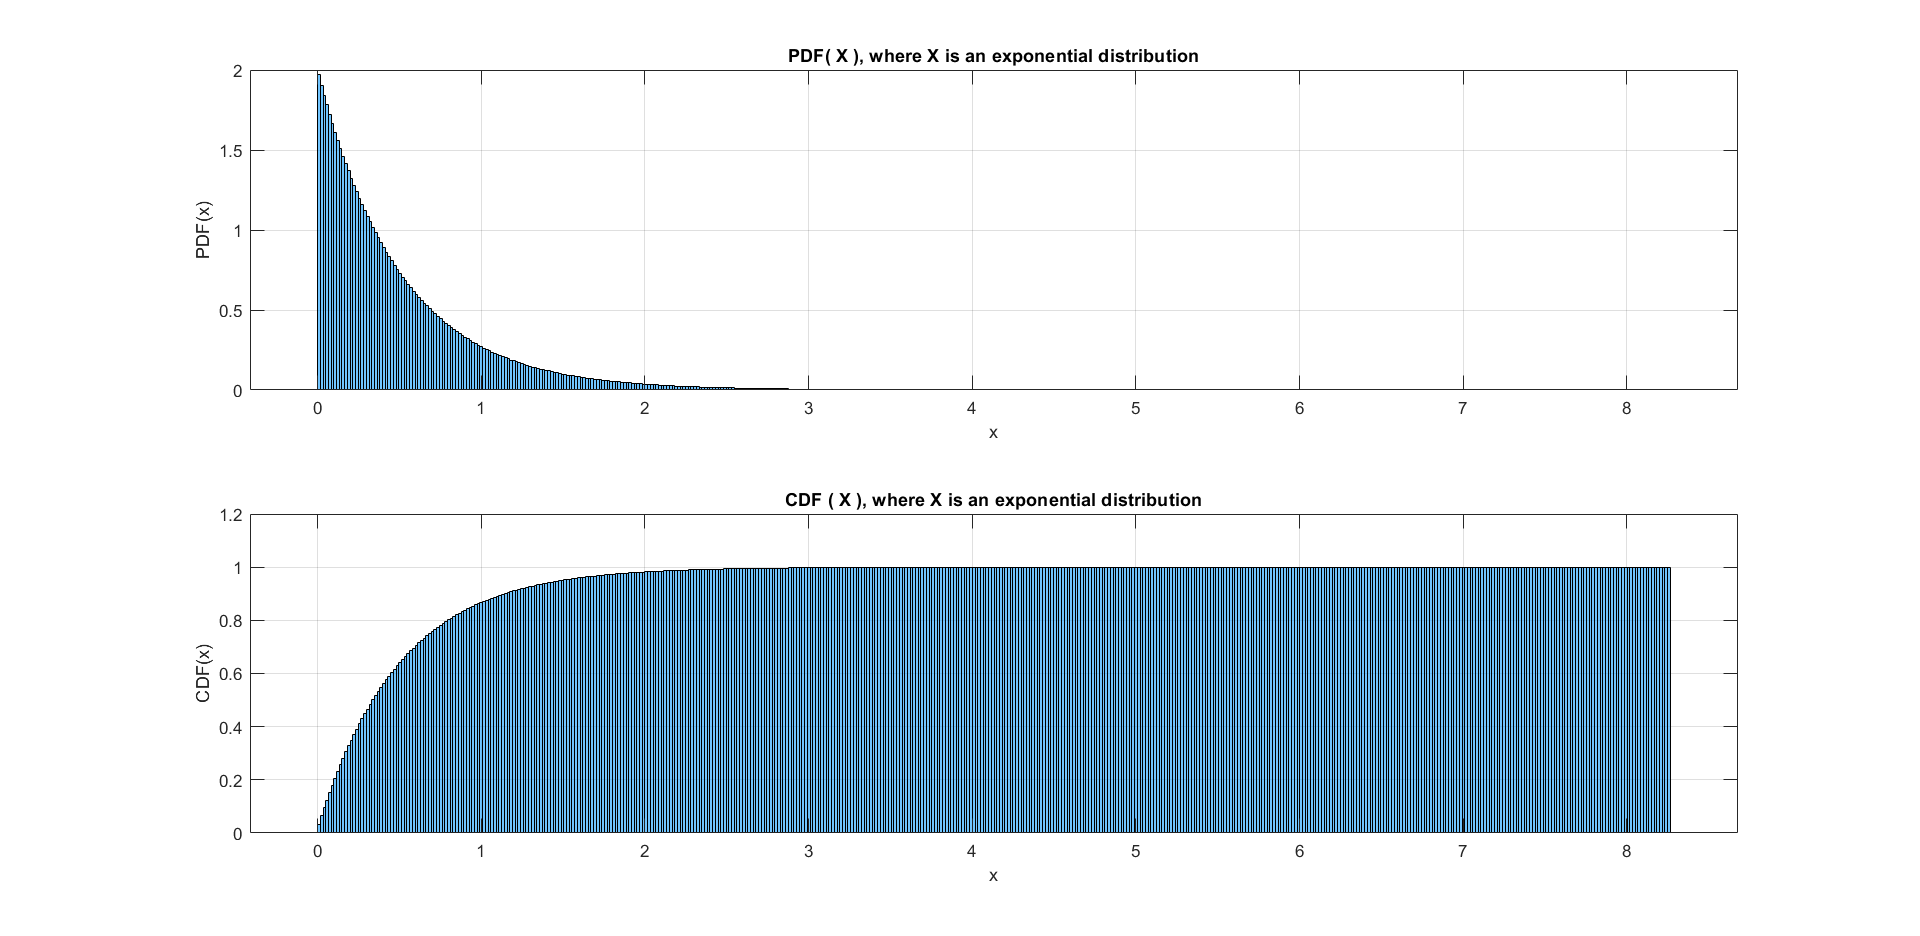 PDF( X ), where X is an exponential distribution
2
1.5
1
0.5
0
PDF(x)
0 1 2 3 4 5 6 7 8
x
CDF ( X ), where X is an exponential distribution
1.2
1
0.8
0.6
0.4
0.2
0
CDF(x)
0 1 2 3 4 5 6 7 8
x